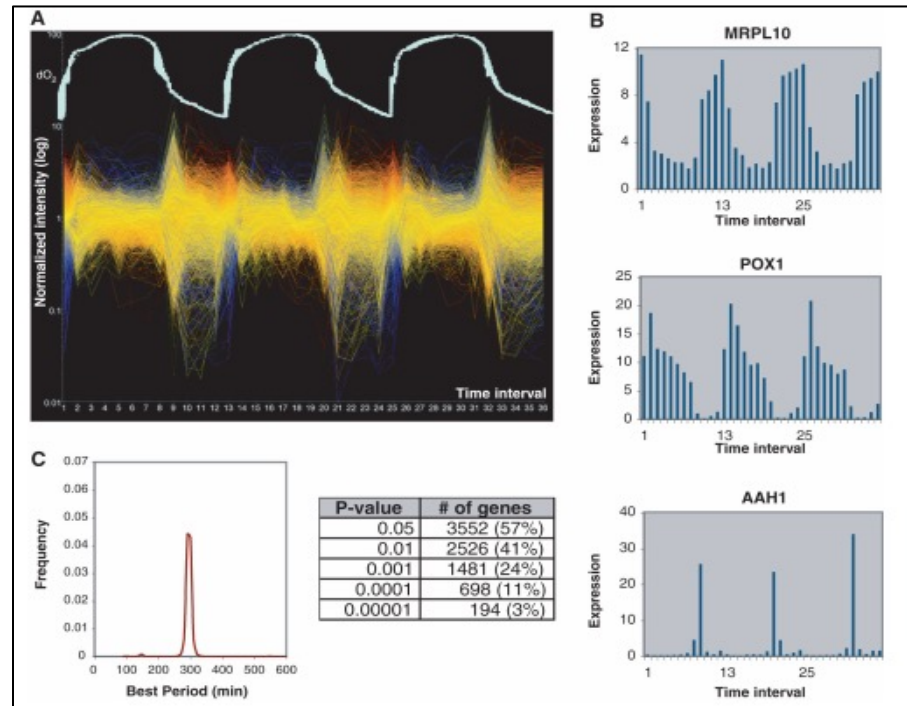 A
100
dO2
10
1
0.1
0.01
Normalized intensity (log)
Time interval
1 2 3 4 5 6 7 8 9 10 11 12 13 14 15 16 17 18 19 20 21 22 23 24 25 26 27 28 29 30 31 32 33 34 35 36
B
MRPL10
12
8
4
0
Expression
1 13 25
Time interval
POX1
25
20
15
10
5
0
Expression
1 13 25
Time interval
AAH1
40
30
20
10
0
Expression
1 13 25
Time interval
C
0.07
0.06
0.05
0.04
0.03
0.02
0.01
0
Frequency
0 100 200 300 400 500 600
Best Period (min)
P-value # of genes
0.05 3552 (57%)
0.01 2526 (41%)
0.001 1481 (24%)
0.0001 698 (11%)
0.00001 194 (3%)